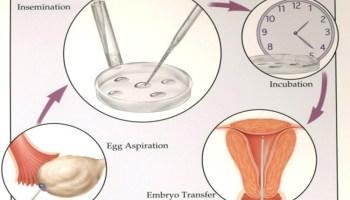 Insemination
Incubation
Egg Aspiration
Embryo Transfer